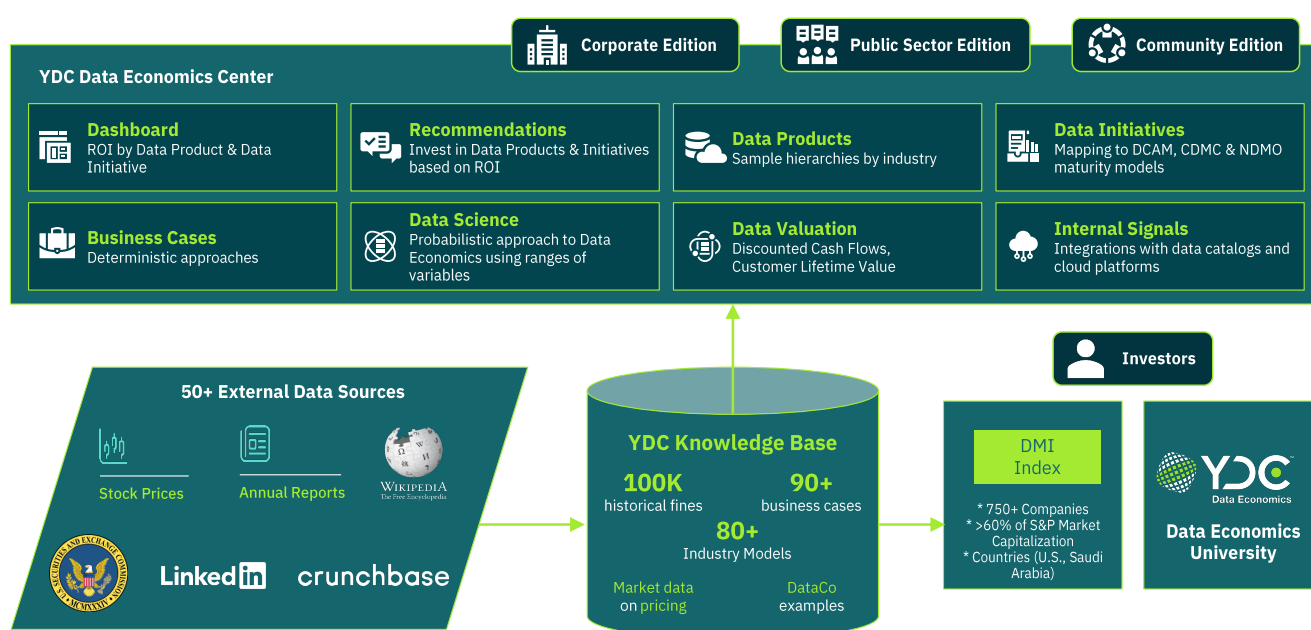 Corporate Edition
Public Sector Edition
Community Edition
YDC Data Economics Center
Dashboard
ROI by Data Product & Data
Initiative
Recommendations
Invest in Data Products & Initiatives
based on ROI
Data Products
Sample hierarchies by industry
Data Initiatives
Mapping to DCAM, CDMC & NDMO
maturity models
Business Cases
Deterministic approaches
Data Science
Probabilistic approach to Data
Economics using ranges of
variables
Data Valuation
Discounted Cash Flows,
Customer Lifetime Value
Internal Signals
Integrations with data catalogs and
cloud platforms
50+ External Data Sources
Stock Prices
Annual Reports
WIKIPEDIA
The Free Encyclopedia
U.S. SECURITIES AND EXCHANGE COMMISSION
MCMXXXIV
LinkedIn
crunchbase
YDC Knowledge Base
100K
historical fines
90+
business cases
80+
Industry Models
Market data
on pricing
DataCo
examples
Investors
DMI
Index
* 750+ Companies
* >60% of S&P Market
Capitalization
* Countries (U.S., Saudi
Arabia)
YDC™
Data Economics
Data Economics
University